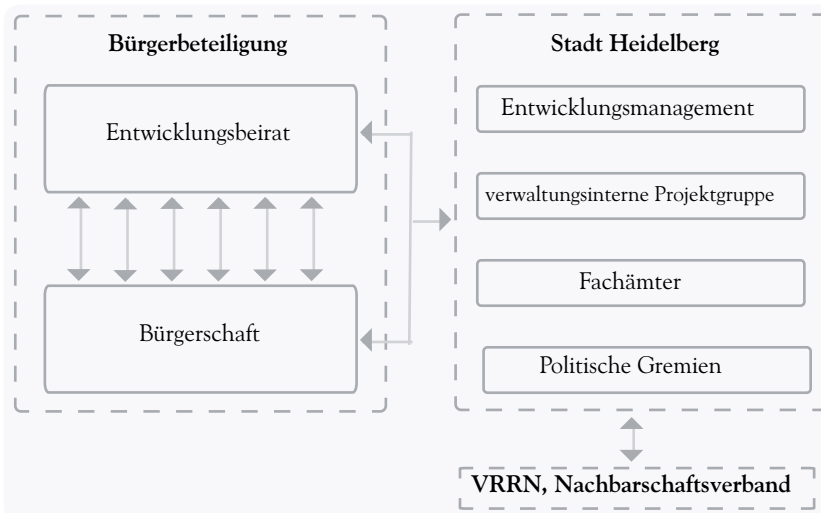 Bürgerbeteiligung
Entwicklungsbeirat
Bürgerschaft
Stadt Heidelberg
Entwicklungsmanagement
verwaltungsinterne Projektgruppe
Fachämter
Politische Gremien
VRRN, Nachbarschaftsverband